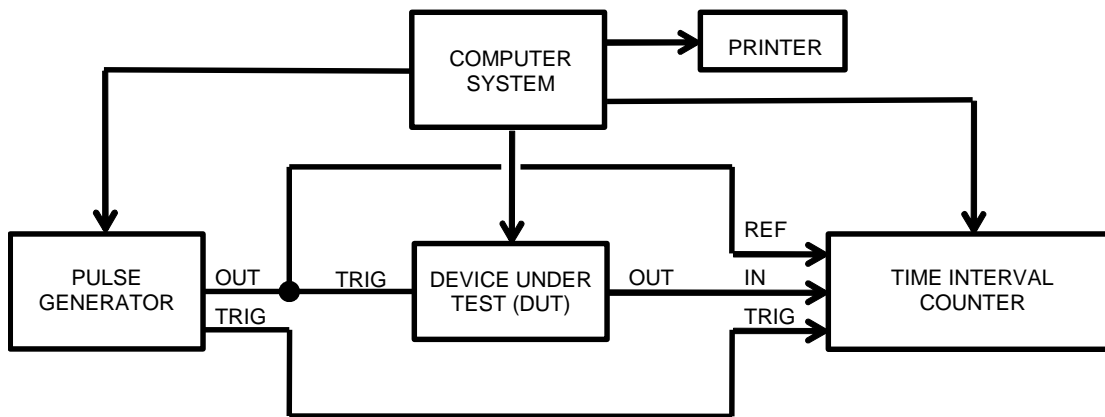 COMPUTER
SYSTEM
PRINTER
REF
PULSE
GENERATOR
OUT
TRIG
TRIG
DEVICE UNDER
TEST (DUT)
OUT
IN
TRIG
TIME INTERVAL
COUNTER